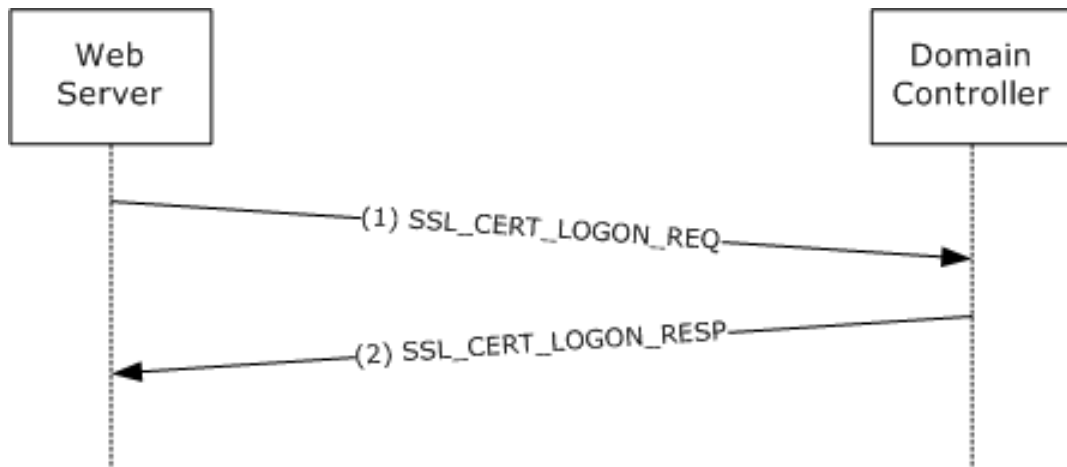 Web
Server
Domain
Controller
(1) SSL_CERT_LOGON_REQ
(2) SSL_CERT_LOGON_RESP